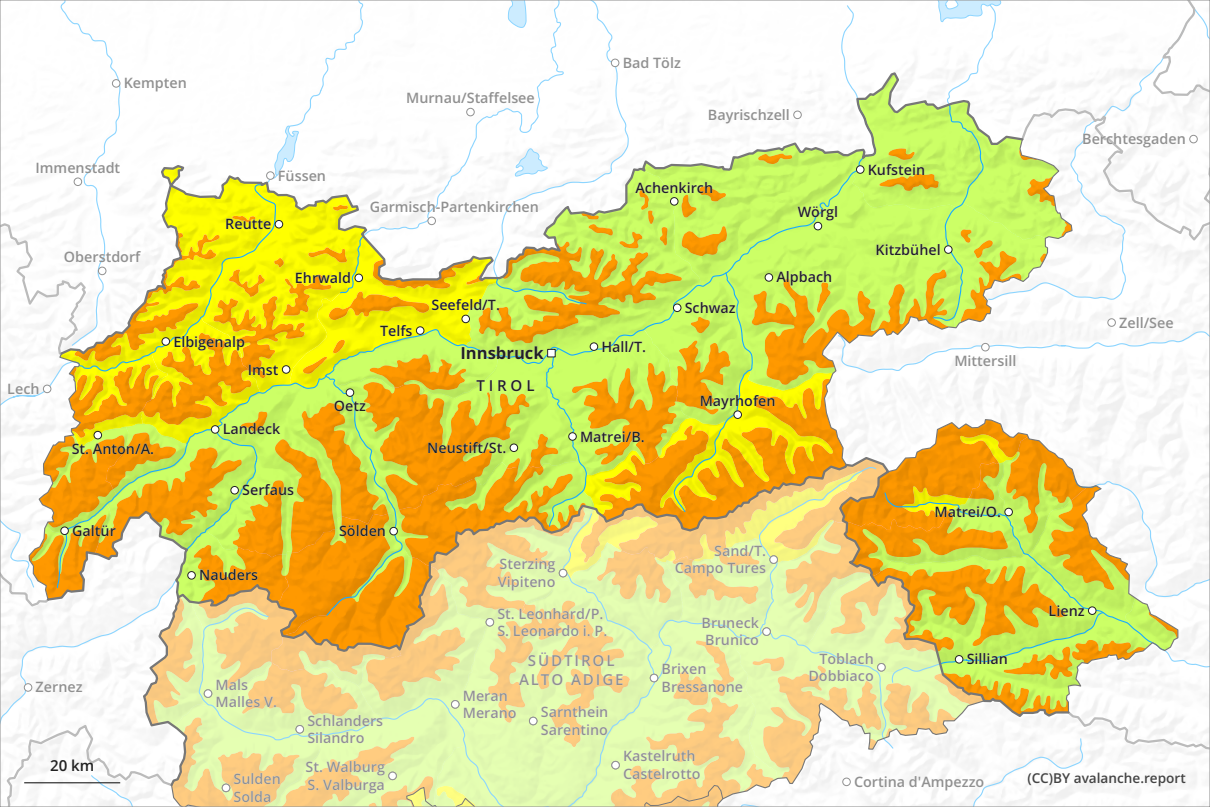 Kempten
Bad Tölz
Murnau/Staffelsee
Bayrischzell
Berchtesgaden
Immenstadt
Füssen
Kufstein
Achenkirch
Garmisch-Partenkirchen
Wörgl
Reutte
Oberstdorf
Kitzbühel
Ehrwald
Alpbach
Seefeld/T.
Schwaz
Zell/See
Telfs
Elbigenalp
Innsbruck
Hall/T.
Mittersill
Imst
TIROL
Lech
Mayrhofen
Oetz
Landeck
Matrei/B.
St. Anton/A.
Neustift/St.
Serfaus
Matrei/O.
Galtür
Sölden
Sand/T.
Campo Tures
Sterzing
Vipiteno
Nauders
Lienz
St. Leonhard/P.
S. Leonardo i. P.
Bruneck
Brunico
SÜDTIROL
ALTO ADIGE
Sillian
Toblach
Dobbiaco
Brixen
Bressanone
Zernez
Mals
Malles V.
Meran
Merano
Sarnthein
Sarentino
Schlanders
Silandro
Kastelruth
Castelrotto
St. Walburg
S. Valburga
20 km
Sulden
Solda
Cortina d'Ampezzo
(CC)BY avalanche.report